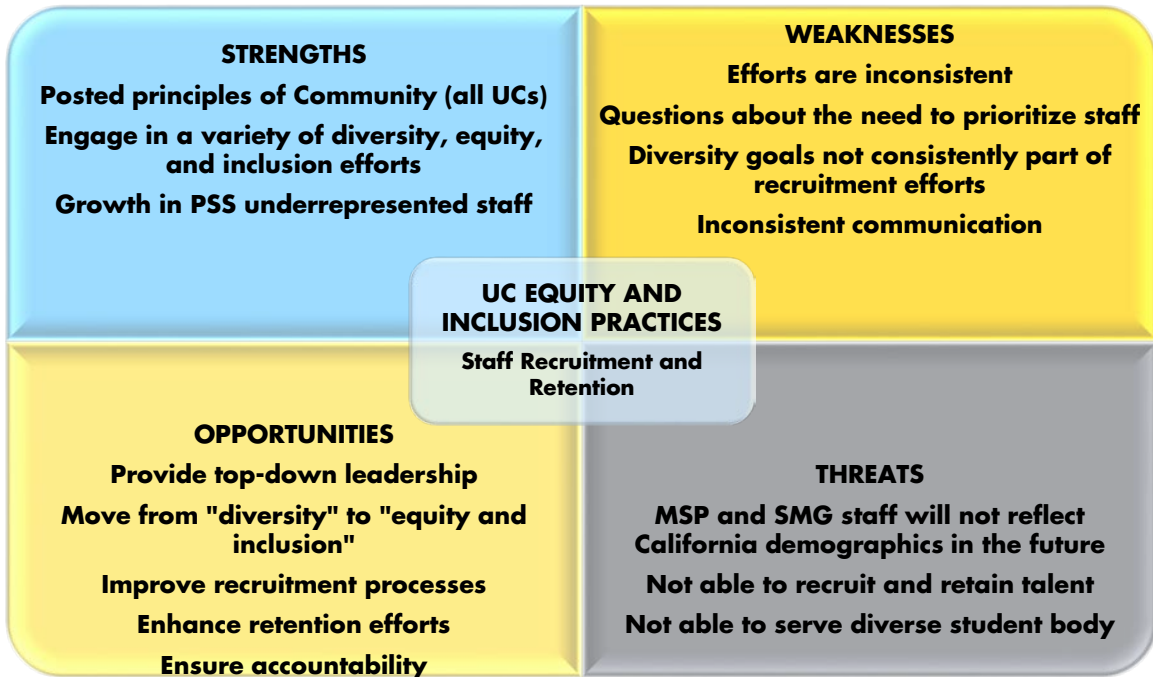 STRENGTHS
Posted principles of Community (all UCs)
Engage in a variety of diversity, equity,
and inclusion efforts
Growth in PSS underrepresented staff
WEAKNESSES
Efforts are inconsistent
Questions about the need to prioritize staff
Diversity goals not consistently part of
recruitment efforts
Inconsistent communication
UC EQUITY AND
INCLUSION PRACTICES
Staff Recruitment and
Retention
OPPORTUNITIES
Provide top-down leadership
Move from "diversity" to "equity and
inclusion"
Improve recruitment processes
Enhance retention efforts
Ensure accountability
THREATS
MSP and SMG staff will not reflect
California demographics in the future
Not able to recruit and retain talent
Not able to serve diverse student body